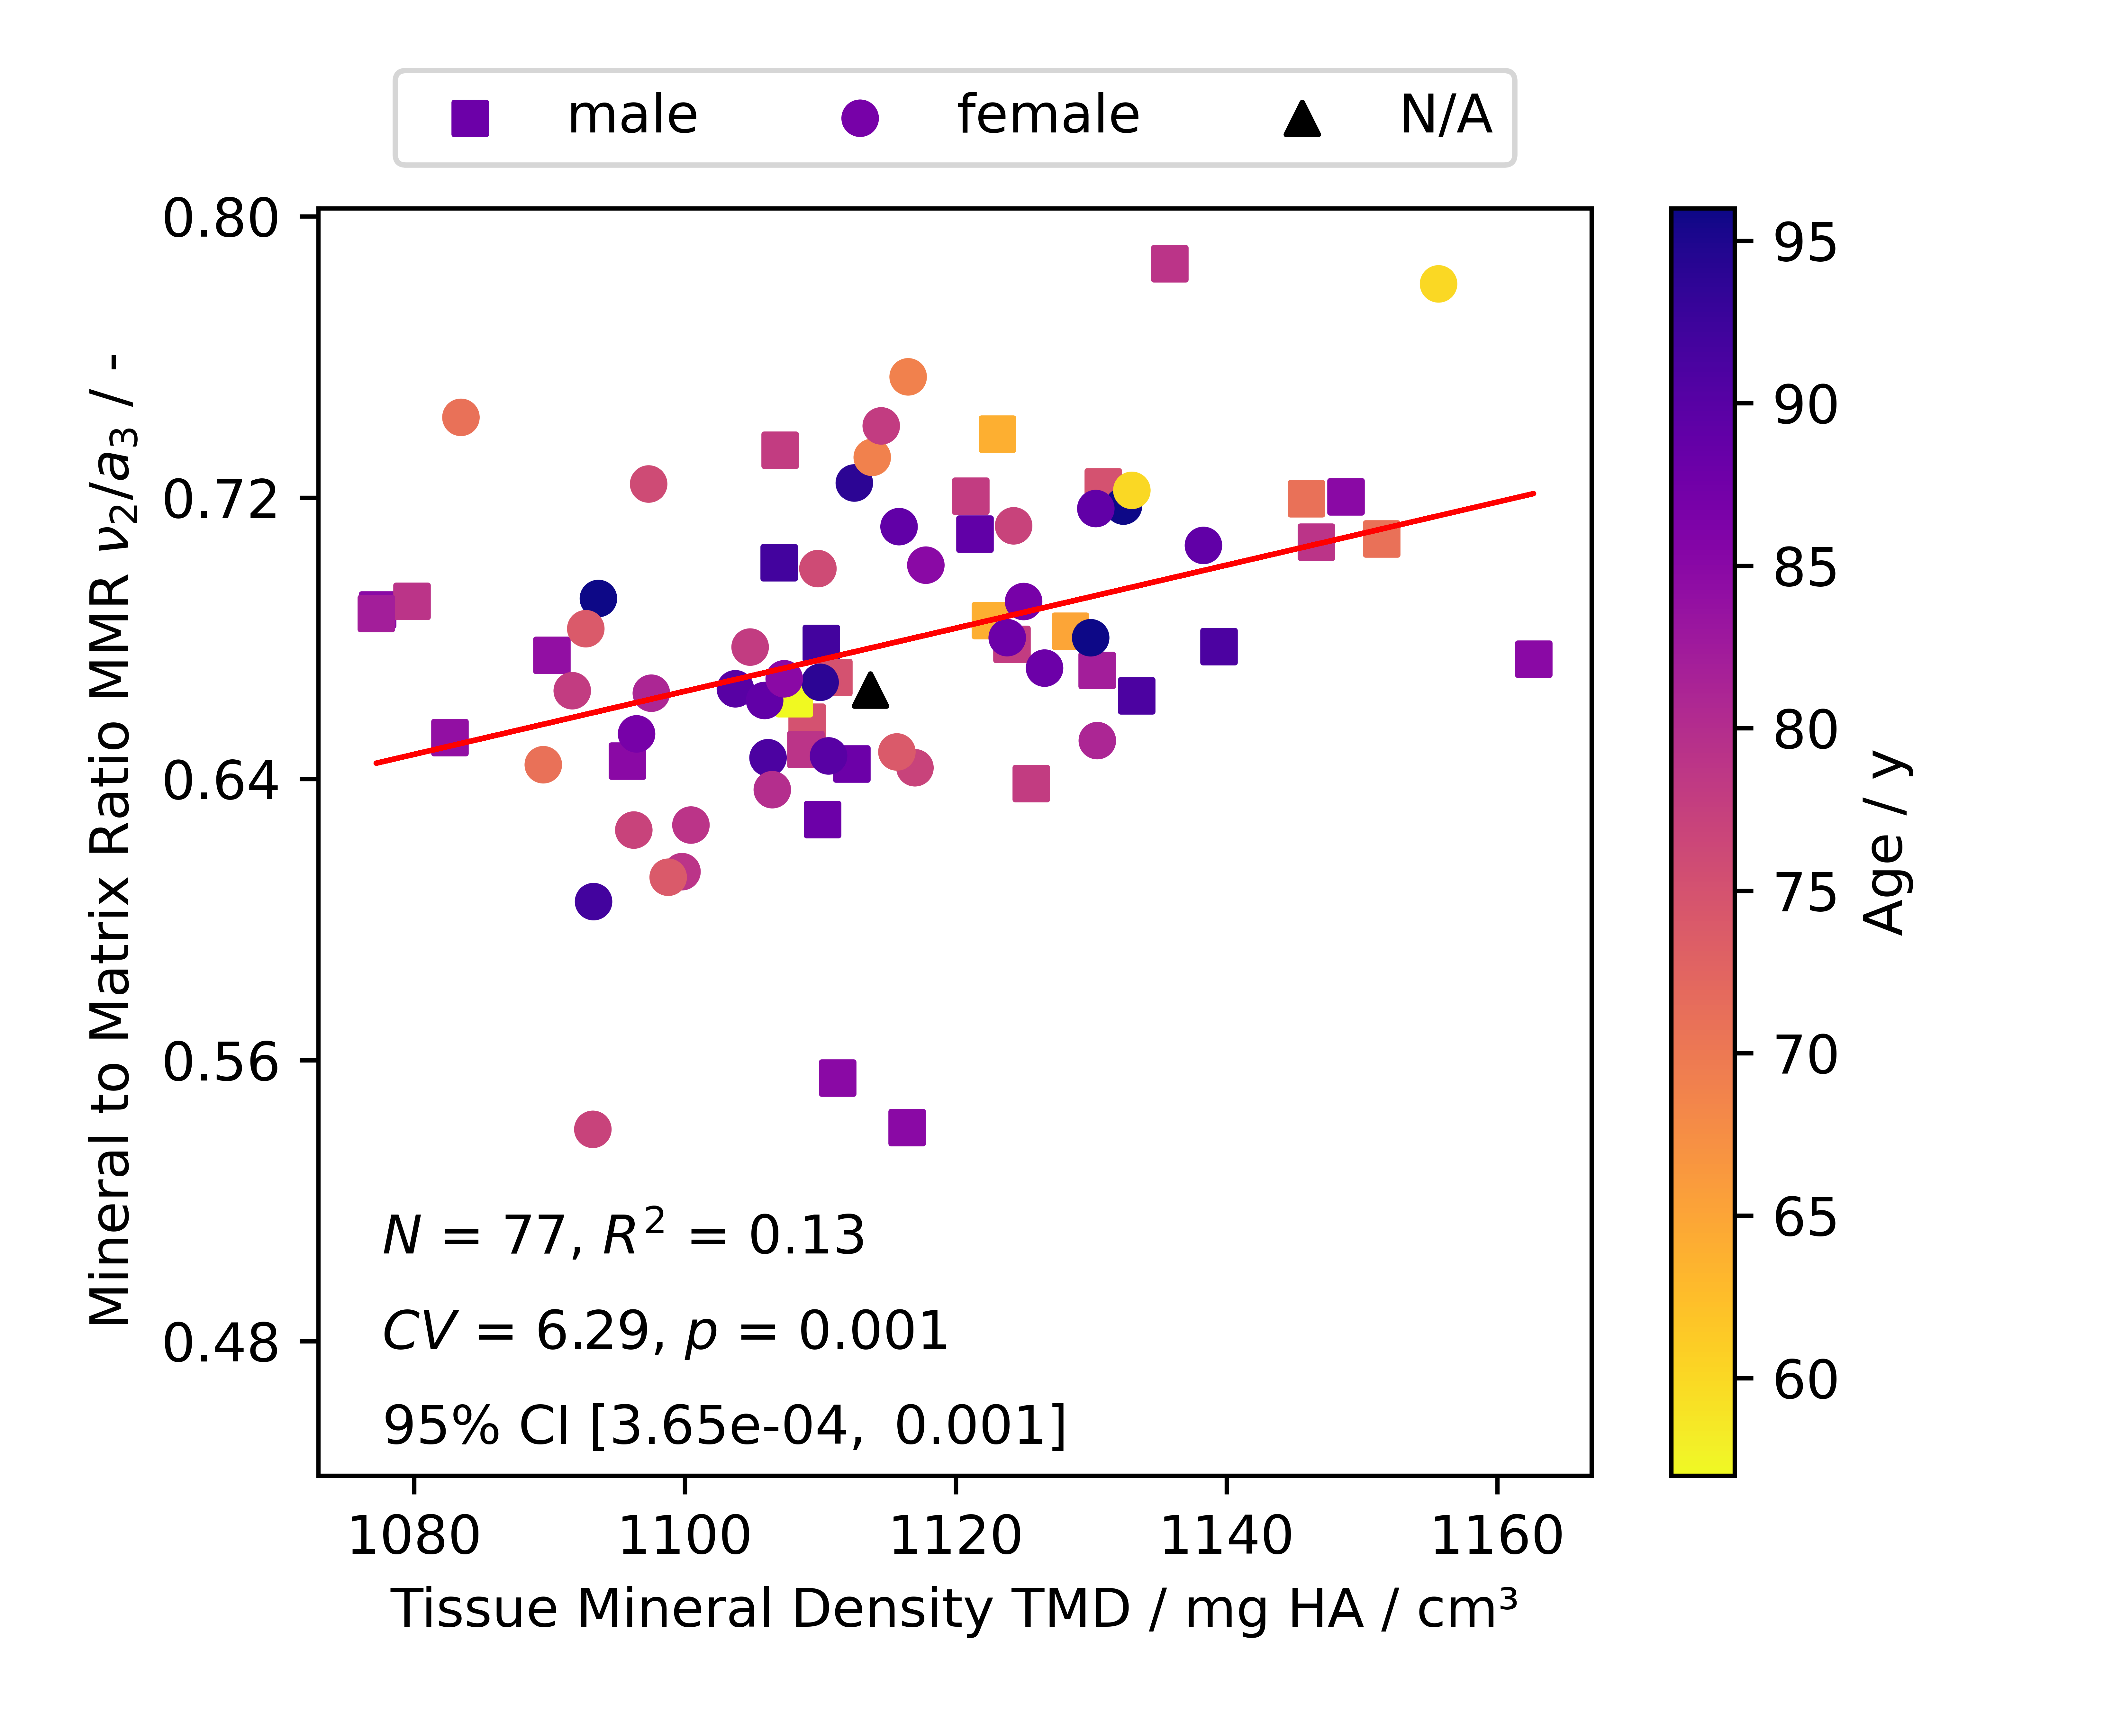 male female N/A
0.80
0.72
0.64
0.56
0.48
Mineral to Matrix Ratio MMR ν₂/a₃ / -
N = 77, R² = 0.13
CV = 6.29, p = 0.001
95% CI [3.65e-04, 0.001]
1080 1100 1120 1140 1160
Tissue Mineral Density TMD / mg HA / cm³
95
90
85
80
75
70
65
60
Age / y